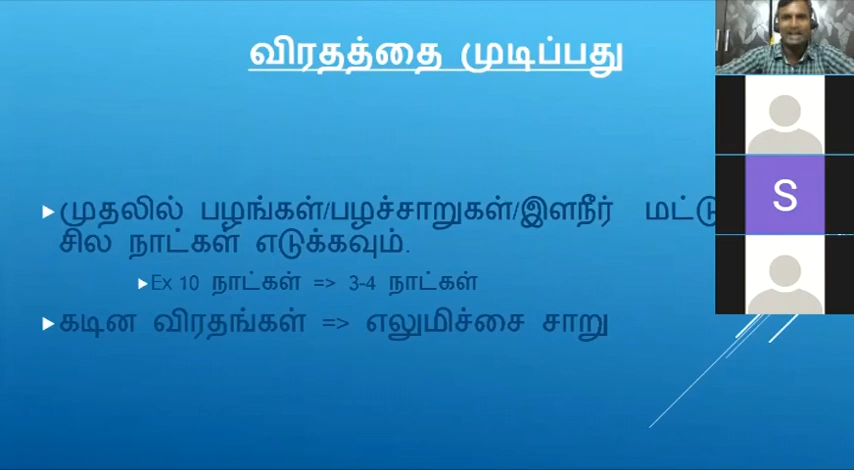 விரதத்தை முடிப்பது
முதலில் பழங்கள்/பழச்சாறுகள்/இளநீர்
சில நாட்கள் எடுக்கவும்.
Ex 10 நாட்கள் => 3-4 நாட்கள்
கடின விரதங்கள் => எலுமிச்சை சாறு
S